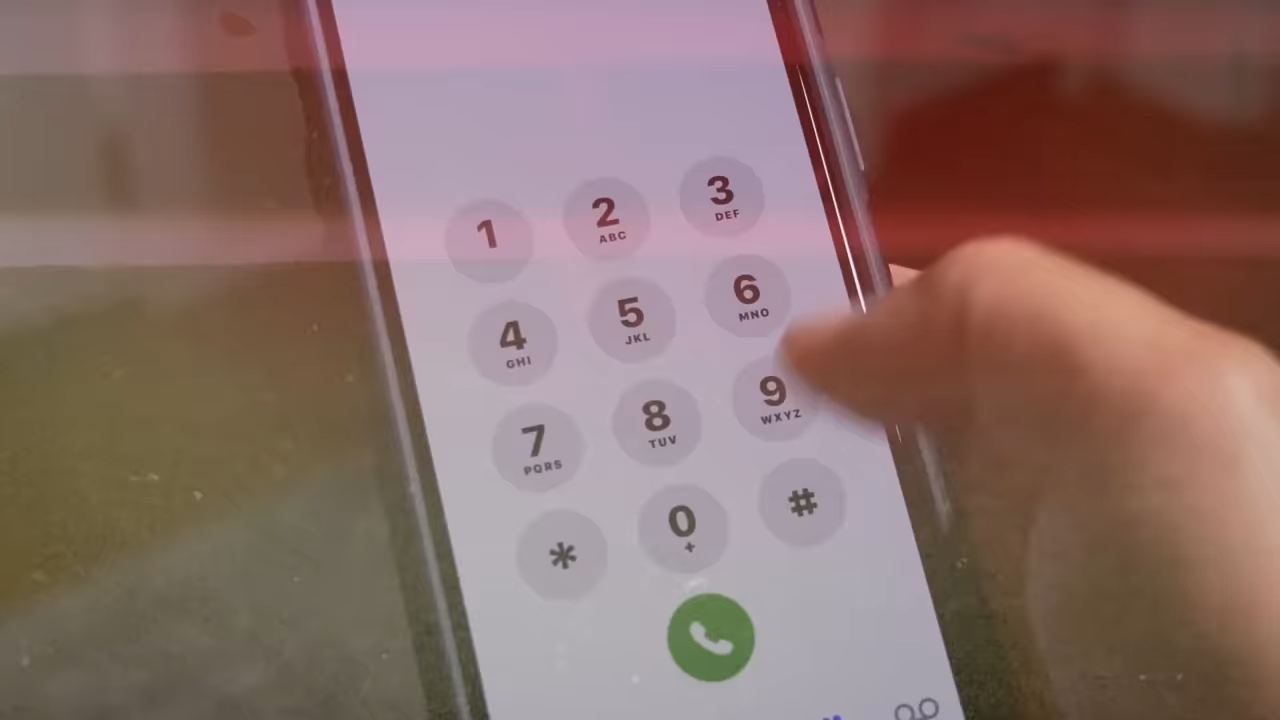 1 2 3
ABC DEF
4 5 6
GHI JKL MNO
7 8 9
PQRS TUV WXYZ
* 0 #
+